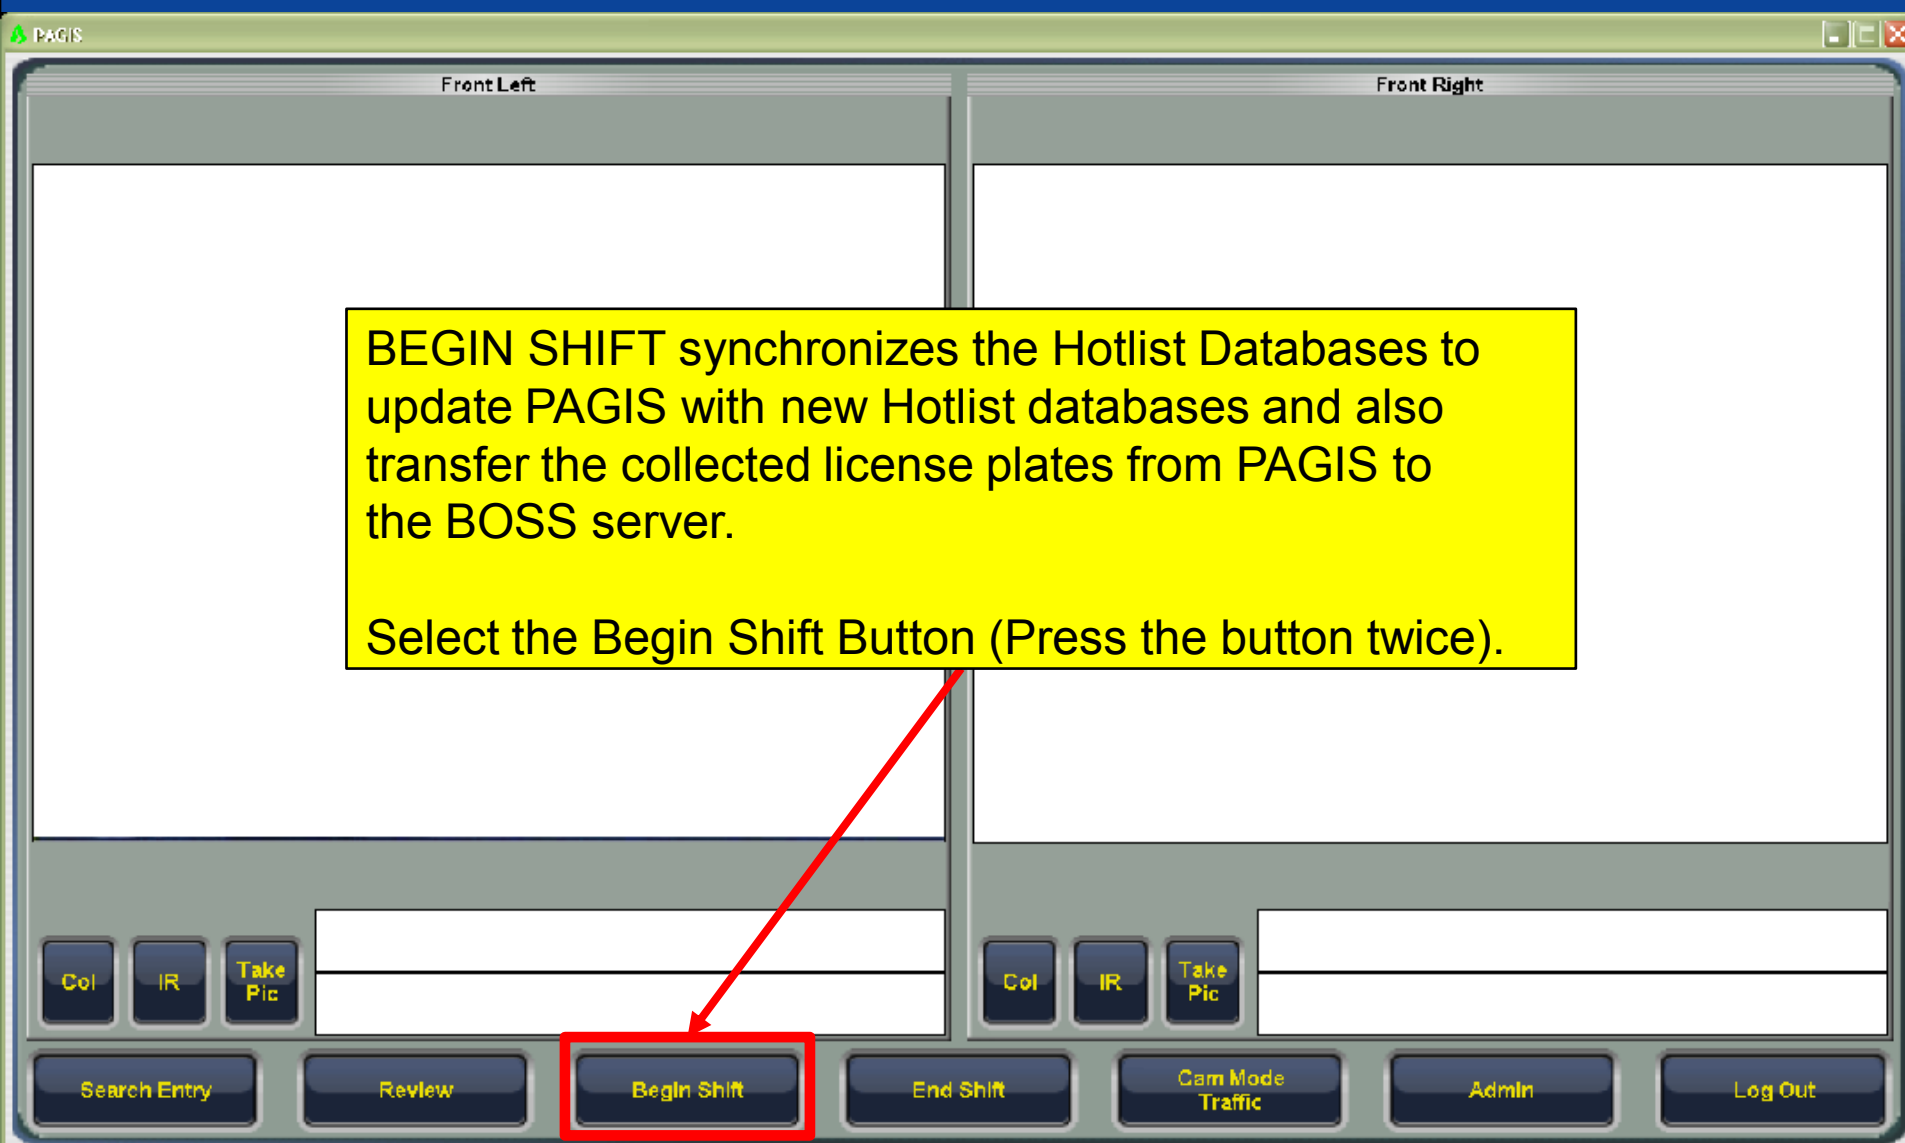 PAGIS
Front Left
Front Right
BEGIN SHIFT synchronizes the Hotlist Databases to
update PAGIS with new Hotlist databases and also
transfer the collected license plates from PAGIS to
the BOSS server.
Select the Begin Shift Button (Press the button twice).
Col
IR
Take
Pic
Col
IR
Take
Pic
Search Entry
Review
Begin Shift
End Shift
Cam Mode
Traffic
Admin
Log Out